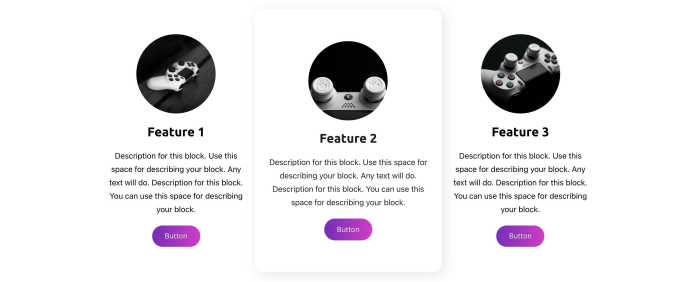 Feature 1
Description for this block. Use this
space for describing your block. Any
text will do. Description for this block.
You can use this space for describing
your block.
Button
Feature 2
Description for this block. Use this space for
describing your block. Any text will do.
Description for this block. You can use this
space for describing your block.
Button
Feature 3
Description for this block. Use this
space for describing your block. Any
text will do. Description for this block.
You can use this space for describing
your block.
Button